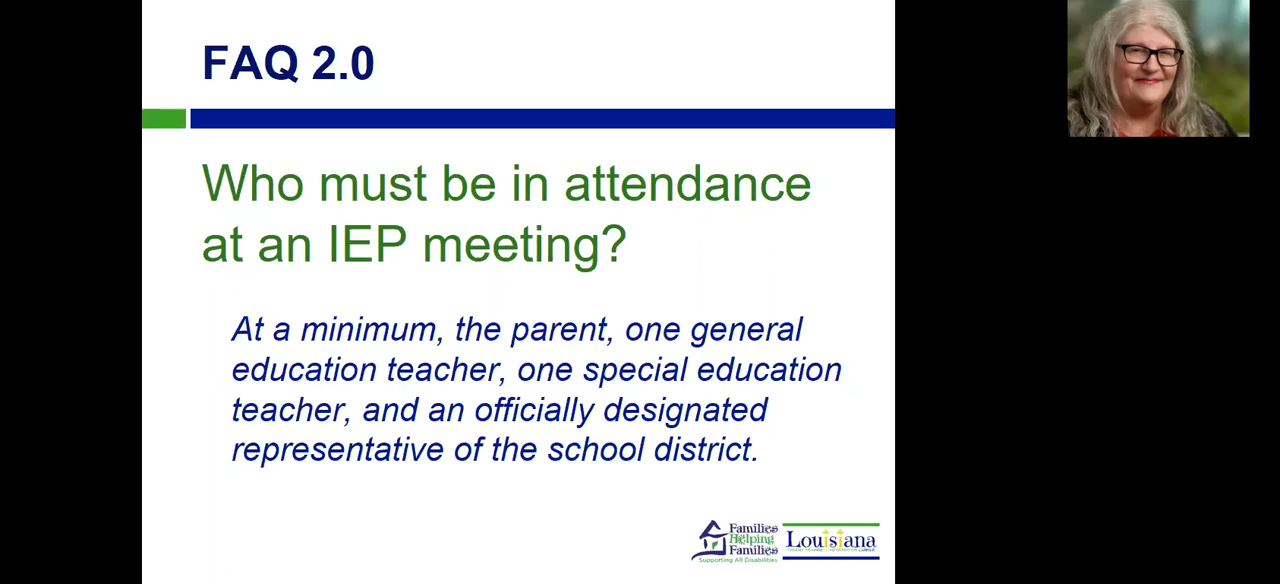 FAQ 2.0
Who must be in attendance
at an IEP meeting?
At a minimum, the parent, one general
education teacher, one special education
teacher, and an officially designated
representative of the school district.
Families
Helping
Families
Supporting All Disabilities
Louisiana